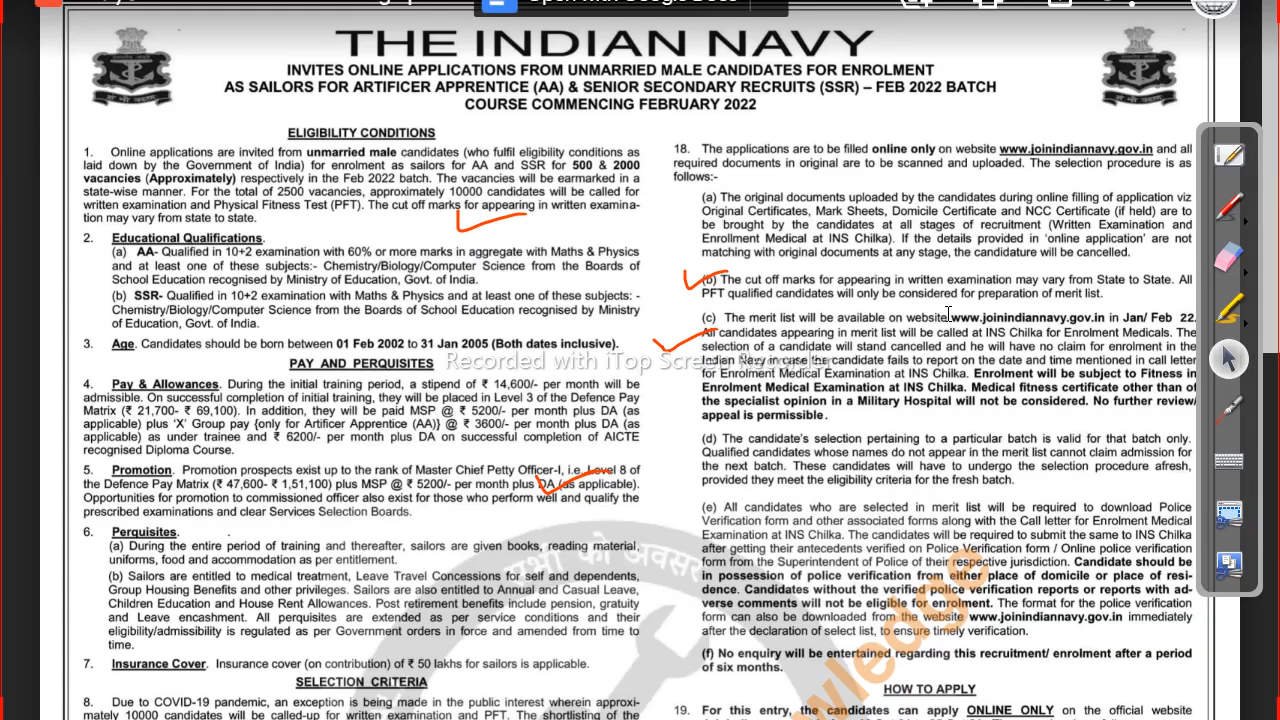 Open with Google Docs
THE INDIAN NAVY
INVITES ONLINE APPLICATIONS FROM UNMARRIED MALE CANDIDATES FOR ENROLMENT
AS SAILORS FOR ARTIFICER APPRENTICE (AA) & SENIOR SECONDARY RECRUITS (SSR) – FEB 2022 BATCH
COURSE COMMENCING FEBRUARY 2022
ELIGIBILITY CONDITIONS
1. Online applications are invited from unmarried male candidates (who fulfil eligibility conditions as
laid down by the Government of India) for enrolment as sailors for AA and SSR for 500 & 2000
vacancies (Approximately) respectively in the Feb 2022 batch. The vacancies will be earmarked in a
state-wise manner. For the total of 2500 vacancies, approximately 10000 candidates will be called for
written examination and Physical Fitness Test (PFT). The cut off marks for appearing in written examina-
tion may vary from state to state.
2. Educational Qualifications.
(a) AA- Qualified in 10+2 examination with 60% or more marks in aggregate with Maths & Physics
and at least one of these subjects:- Chemistry/Biology/Computer Science from the Boards of
School Education recognised by Ministry of Education, Govt. of India.
(b) SSR- Qualified in 10+2 examination with Maths & Physics and at least one of these subjects: -
Chemistry/Biology/Computer Science from the Boards of School Education recognised by Ministry
of Education, Govt. of India.
3. Age. Candidates should be born between 01 Feb 2002 to 31 Jan 2005 (Both dates inclusive).
PAY AND PERQUISITES
4. Pay & Allowances. During the initial training period, a stipend of ₹ 14,600/- per month will be
admissible. On successful completion of initial training, they will be placed in Level 3 of the Defence Pay
Matrix (₹ 21,700- ₹ 69,100). In addition, they will be paid MSP @ ₹ 5200/- per month plus DA (as
applicable) plus 'X' Group pay {only for Artificer Apprentice (AA)} @ ₹ 3600/- per month plus DA (as
applicable) as under trainee and ₹ 6200/- per month plus DA on successful completion of AICTE
recognised Diploma Course.
5. Promotion. Promotion prospects exist up to the rank of Master Chief Petty Officer-I, i.e. Level 8 of
the Defence Pay Matrix (₹ 47,600- ₹ 1,51,100) plus MSP @ ₹ 5200/- per month plus DA (as applicable).
Opportunities for promotion to commissioned officer also exist for those who perform well and qualify the
prescribed examinations and clear Services Selection Boards.
6. Perquisites.
(a) During the entire period of training and thereafter, sailors are given books, reading material,
uniforms, food and accommodation as per entitlement.
(b) Sailors are entitled to medical treatment, Leave Travel Concessions for self and dependents,
Group Housing Benefits and other privileges. Sailors are also entitled to Annual and Casual Leave,
Children Education and House Rent Allowances. Post retirement benefits include pension, gratuity
and Leave encashment. All perquisites are extended as per service conditions and their
eligibility/admissibility is regulated as per Government orders in force and amended from time to
time.
7. Insurance Cover. Insurance cover (on contribution) of ₹ 50 lakhs for sailors is applicable.
SELECTION CRITERIA
8. Due to COVID-19 pandemic, an exception is being made in the public interest wherein approxi-
mately 10000 candidates will be called-up for written examination and PFT. The shortlisting of the
18. The applications are to be filled online only on website www.joinindiannavy.gov.in and all
required documents in original are to be scanned and uploaded. The selection procedure is as
follows:-
(a) The original documents uploaded by the candidates during online filling of application viz
Original Certificates, Mark Sheets, Domicile Certificate and NCC Certificate (if held) are to
be brought by the candidates at all stages of recruitment (Written Examination and
Enrollment Medical at INS Chilka). If the details provided in 'online application' are not
matching with original documents at any stage, the candidature will be cancelled.
(b) The cut off marks for appearing in written examination may vary from State to State. All
PFT qualified candidates will only be considered for preparation of merit list.
(c) The merit list will be available on website www.joinindiannavy.gov.in in Jan/ Feb 22.
All candidates appearing in merit list will be called at INS Chilka for Enrolment Medicals. The
selection of a candidate will stand cancelled and he will have no claim for enrolment in the
Indian Navy in case the candidate fails to report on the date and time mentioned in call letter
for Enrolment Medical Examination at INS Chilka. Enrolment will be subject to Fitness in
Enrolment Medical Examination at INS Chilka. Medical fitness certificate other than of
the specialist opinion in a Military Hospital will not be considered. No further review/
appeal is permissible.
(d) The candidate's selection pertaining to a particular batch is valid for that batch only.
Qualified candidates whose names do not appear in the merit list cannot claim admission for
the next batch. These candidates will have to undergo the selection procedure afresh,
provided they meet the eligibility criteria for the fresh batch.
(e) All candidates who are selected in merit list will be required to download Police
Verification form and other associated forms along with the Call letter for Enrolment Medical
Examination at INS Chilka. The candidates will be required to submit the same to INS Chilka
after getting their antecedents verified on Police Verification form / Online police verification
form from the Superintendent of Police of their respective jurisdiction. Candidate should be
in possession of police verification from either place of domicile or place of resi-
dence. Candidates without the verified police verification reports or reports with ad-
verse comments will not be eligible for enrolment. The format for the police verification
form can also be downloaded from the website www.joinindiannavy.gov.in immediately
after the declaration of select list, to ensure timely verification.
(f) No enquiry will be entertained regarding this recruitment/ enrolment after a period
of six months.
HOW TO APPLY
19. For this entry, the candidates can apply ONLINE ONLY on the official website
Recorded with iTop Screen Recorder
wledge